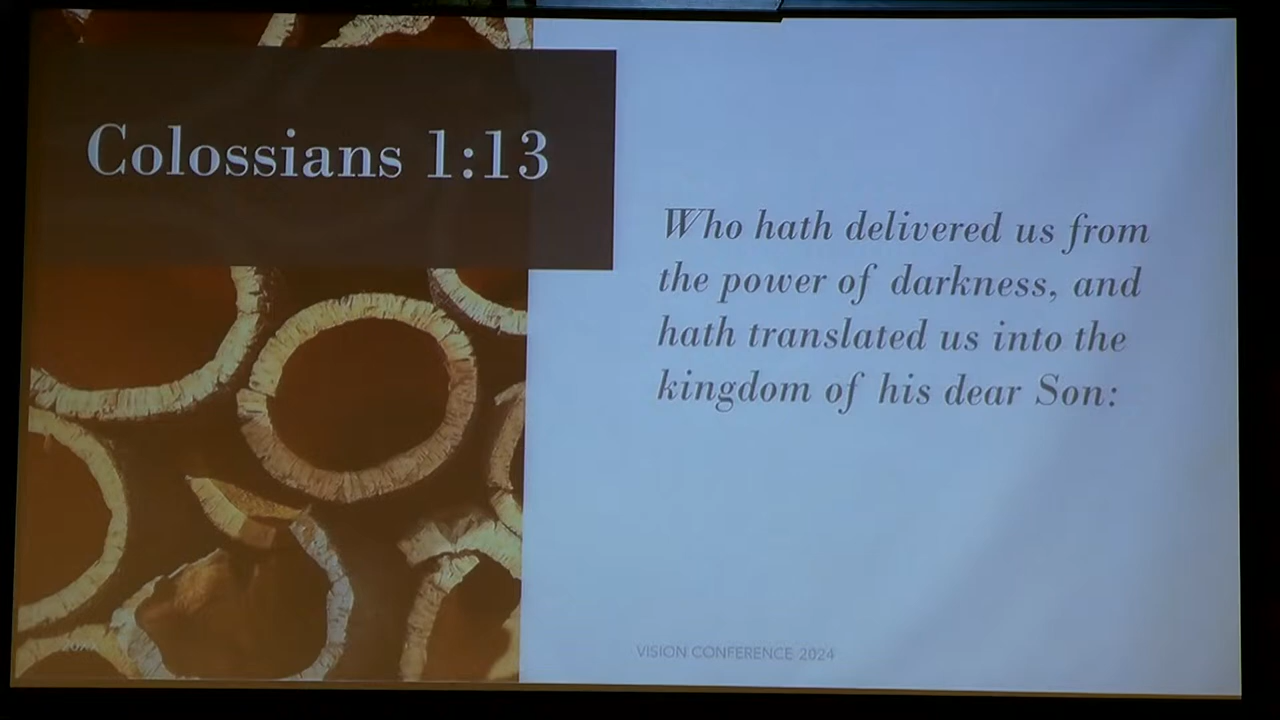 Colossians 1:13
Who hath delivered us from
the power of darkness, and
hath translated us into the
kingdom of his dear Son:
VISION CONFERENCE 2024